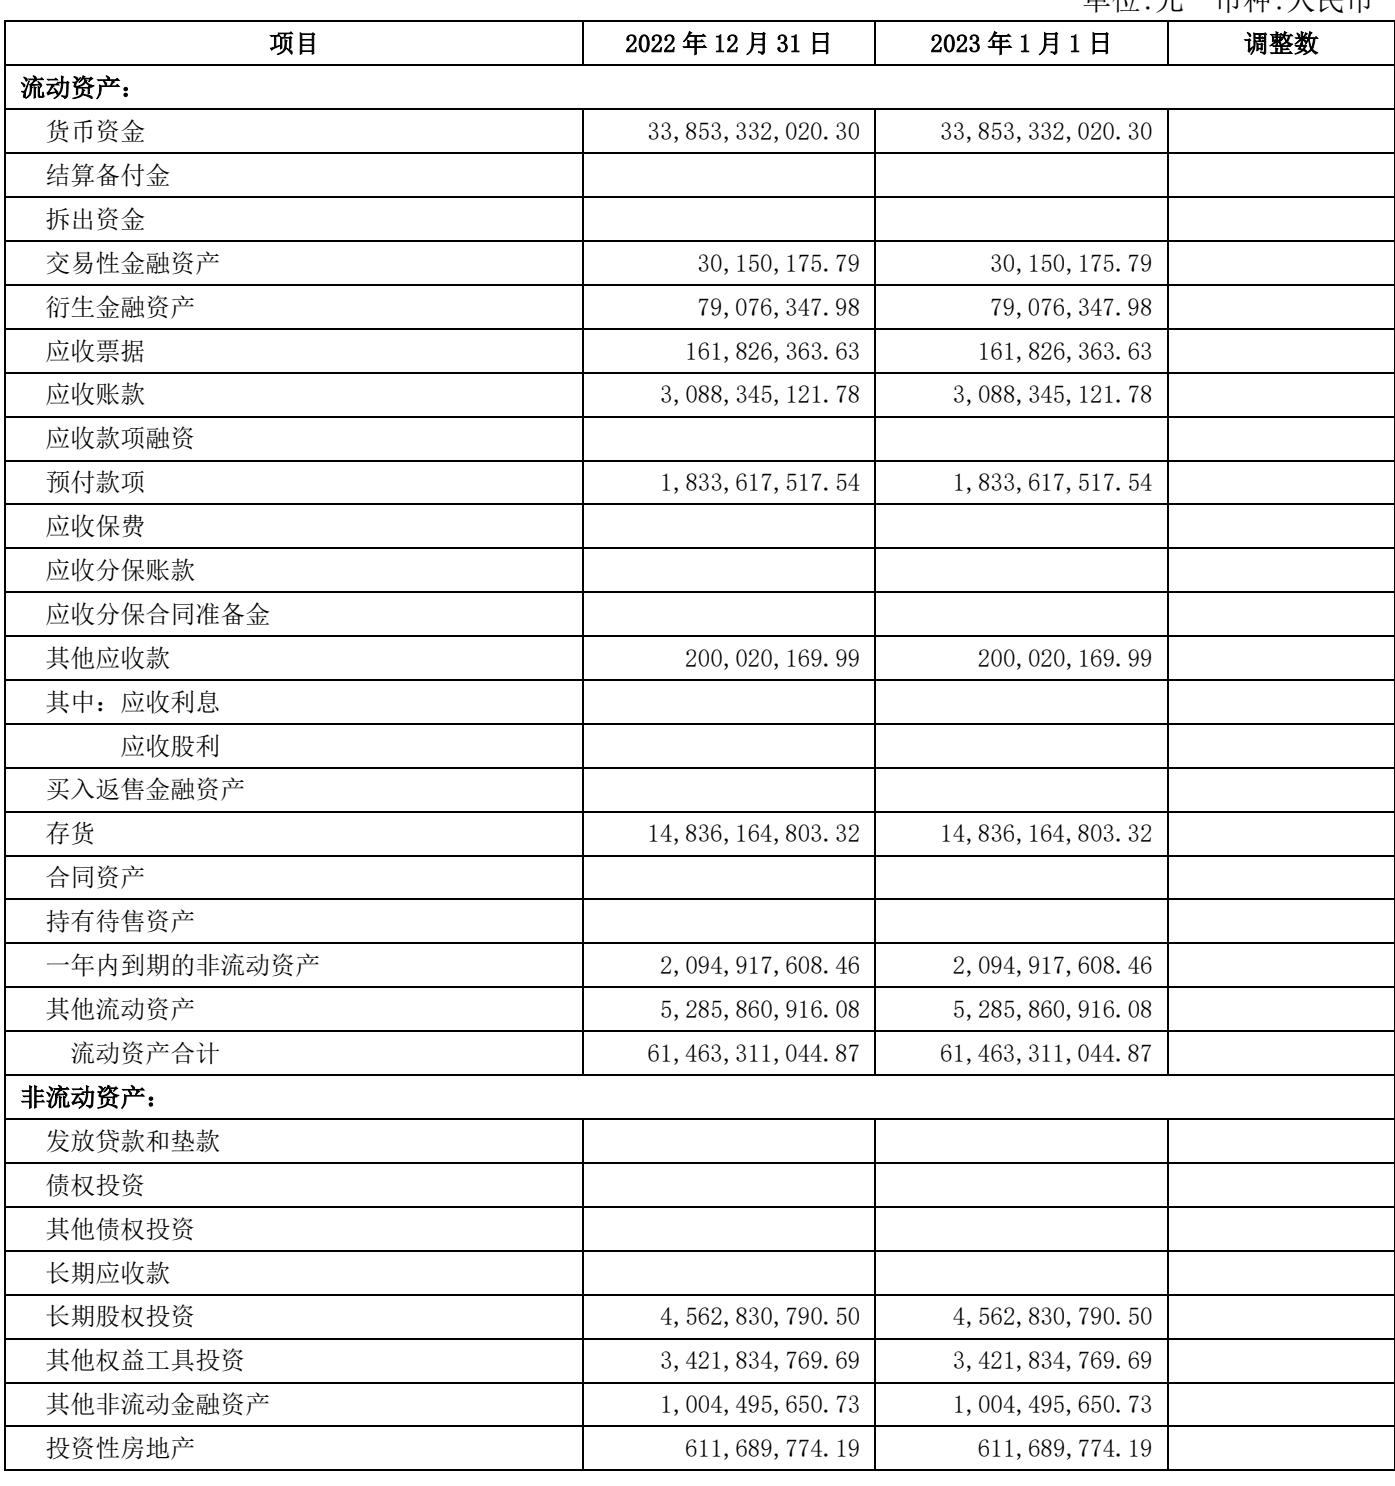 单位:元 币种:人民币
项目 2022 年 12 月 31 日 2023 年 1 月 1 日 调整数
流动资产:
货币资金 33,853,332,020.30 33,853,332,020.30
结算备付金
拆出资金
交易性金融资产 30,150,175.79 30,150,175.79
衍生金融资产 79,076,347.98 79,076,347.98
应收票据 161,826,363.63 161,826,363.63
应收账款 3,088,345,121.78 3,088,345,121.78
应收款项融资
预付款项 1,833,617,517.54 1,833,617,517.54
应收保费
应收分保账款
应收分保合同准备金
其他应收款 200,020,169.99 200,020,169.99
其中:应收利息
应收股利
买入返售金融资产
存货 14,836,164,803.32 14,836,164,803.32
合同资产
持有待售资产
一年内到期的非流动资产 2,094,917,608.46 2,094,917,608.46
其他流动资产 5,285,860,916.08 5,285,860,916.08
流动资产合计 61,463,311,044.87 61,463,311,044.87
非流动资产:
发放贷款和垫款
债权投资
其他债权投资
长期应收款
长期股权投资 4,562,830,790.50 4,562,830,790.50
其他权益工具投资 3,421,834,769.69 3,421,834,769.69
其他非流动金融资产 1,004,495,650.73 1,004,495,650.73
投资性房地产 611,689,774.19 611,689,774.19